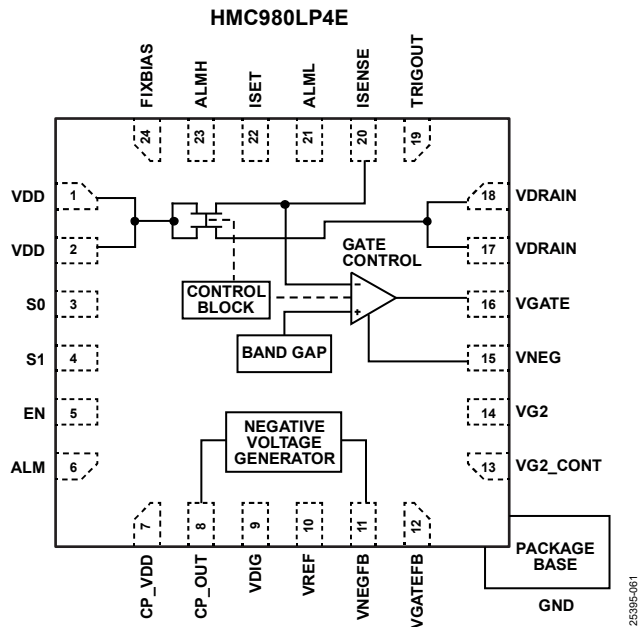 HMC980LP4E
FIXBIAS
ALMH
ISET
ALML
ISENSE
TRIGOUT
24
23
22
21
20
19
VDD
1
VDD
2
S0
3
S1
4
EN
5
ALM
6
18
VDRAIN
17
VDRAIN
16
VGATE
15
VNEG
14
VG2
13
VG2_CONT
GATE
CONTROL
–
+
CONTROL
BLOCK
BAND GAP
NEGATIVE
VOLTAGE
GENERATOR
7
8
9
10
11
12
CP_VDD
CP_OUT
VDIG
VREF
VNEGFB
VGATEFB
PACKAGE
BASE
GND
25395-061